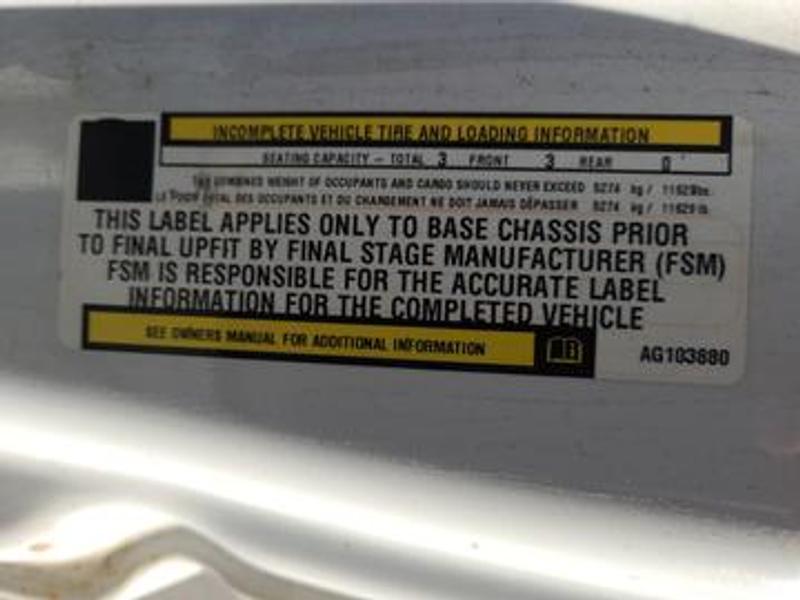 INCOMPLETE VEHICLE TIRE AND LOADING INFORMATION
SEATING CAPACITY – TOTAL 3 FRONT 3 REAR 0
COMBINED WEIGHT OF OCCUPANTS AND CARGO SHOULD NEVER EXCEED 5274 kg / 11629 lbs.
LE TOTAL DES OCCUPANTS ET DU CHARGEMENT NE DOIT JAMAIS DÉPASSER 5274 kg / 11629 lb.
THIS LABEL APPLIES ONLY TO BASE CHASSIS PRIOR
TO FINAL UPFIT BY FINAL STAGE MANUFACTURER (FSM)
FSM IS RESPONSIBLE FOR THE ACCURATE LABEL
INFORMATION FOR THE COMPLETED VEHICLE
SEE OWNERS MANUAL FOR ADDITIONAL INFORMATION
AG103680